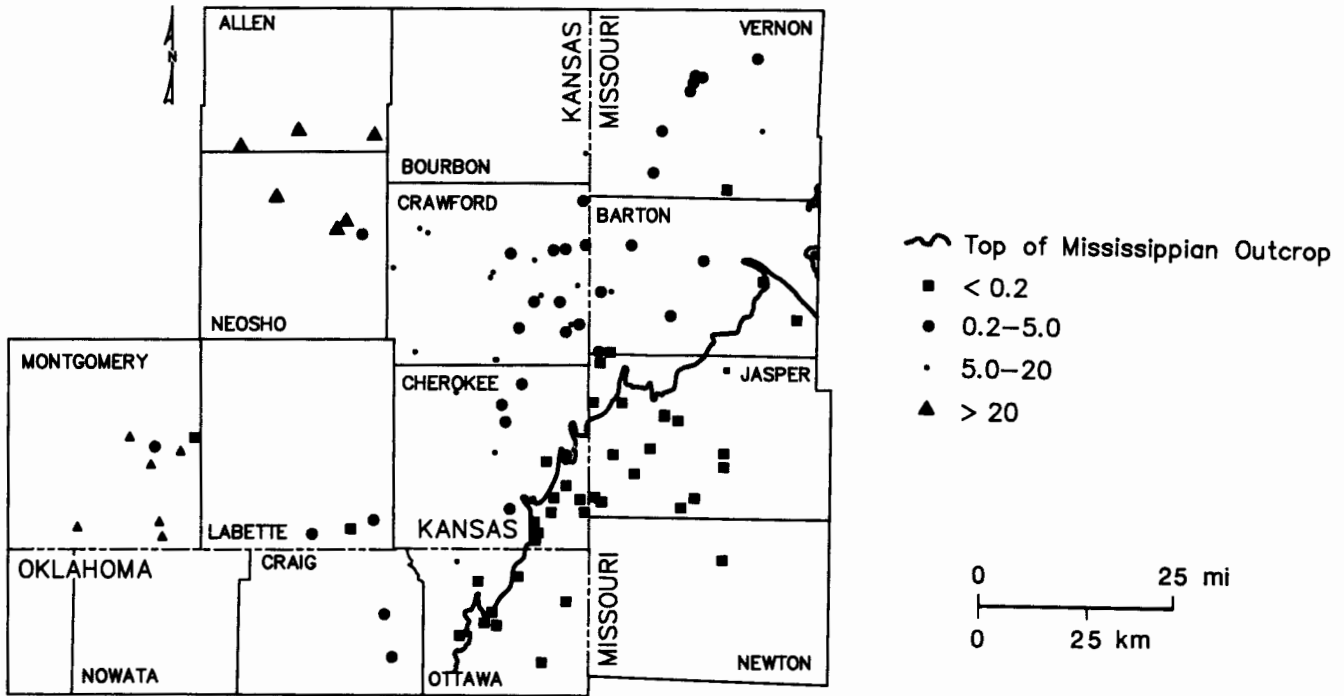 ALLEN
VERNON
N
KANSAS
MISSOURI
BOURBON
CRAWFORD
BARTON
Top of Mississippian Outcrop
< 0.2
0.2–5.0
5.0–20
> 20
NEOSHO
MONTGOMERY
CHEROKEE
JASPER
LABETTE
KANSAS
OKLAHOMA
CRAIG
MISSOURI
NOWATA
OTTAWA
NEWTON
0 25 mi
0 25 km